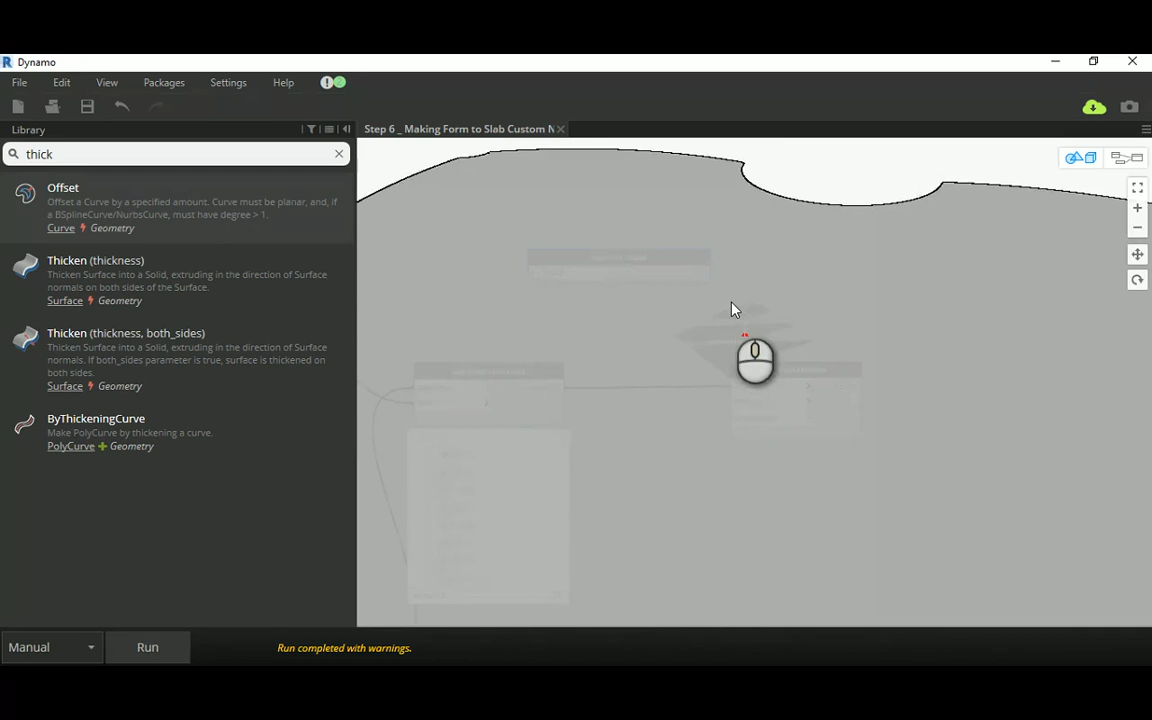 Dynamo
File Edit View Packages Settings Help
Library
Step 6 _ Making Form to Slab Custom N
thick
Offset
Offset a Curve by a specified amount. Curve must be planar, and, if
a BSplineCurve/NurbsCurve, must have degree > 1.
Curve Geometry
Thicken (thickness)
Thicken Surface into a Solid, extruding in the direction of Surface
normals on both sides of the Surface.
Surface Geometry
Thicken (thickness, both_sides)
Thicken Surface into a Solid, extruding in the direction of Surface
normals. If both_sides parameter is true, surface is thickened on
both sides.
Surface Geometry
ByThickeningCurve
Make PolyCurve by thickening a curve.
PolyCurve Geometry
Manual Run Run completed with warnings.